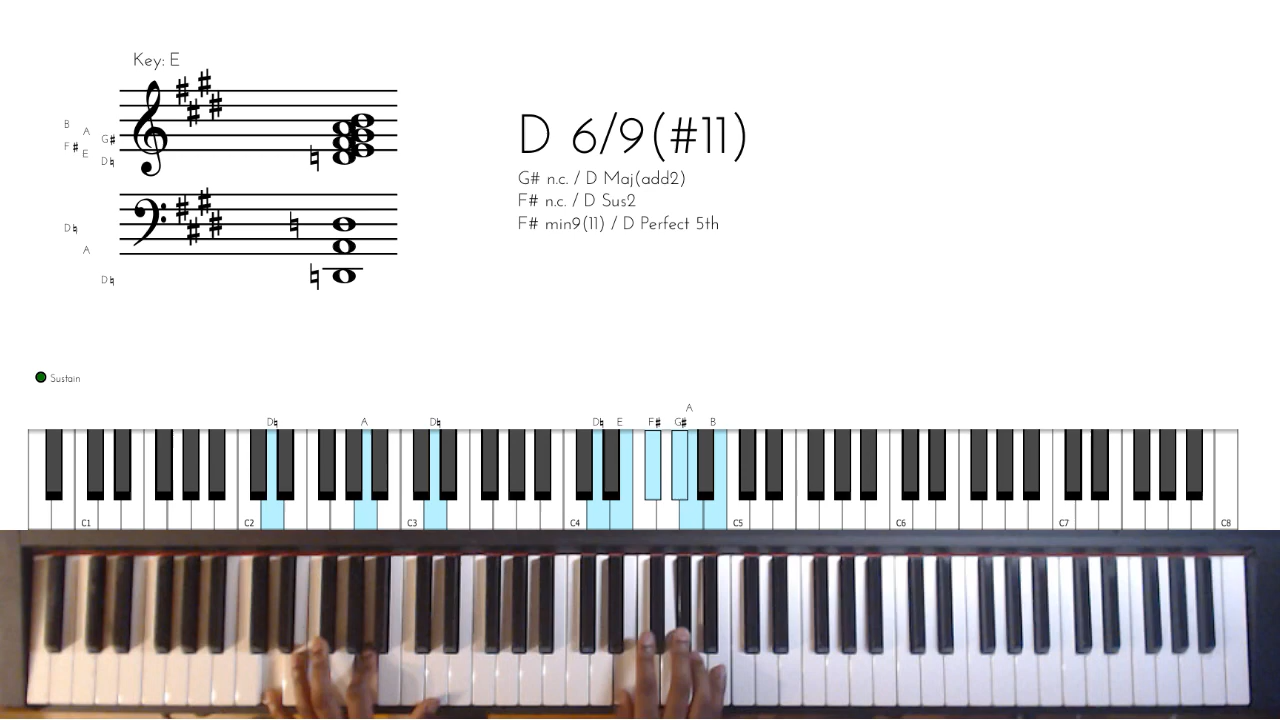 Key: E
B
A
G#
F#
E
D♮
D♮
A
D♮
D 6/9(#11)
G# n.c. / D Maj(add2)
F# n.c. / D Sus2
F# min9(11) / D Perfect 5th
Sustain
A
D♮ A D♮ D♮ E F# G# B
C1 C2 C3 C4 C5 C6 C7 C8